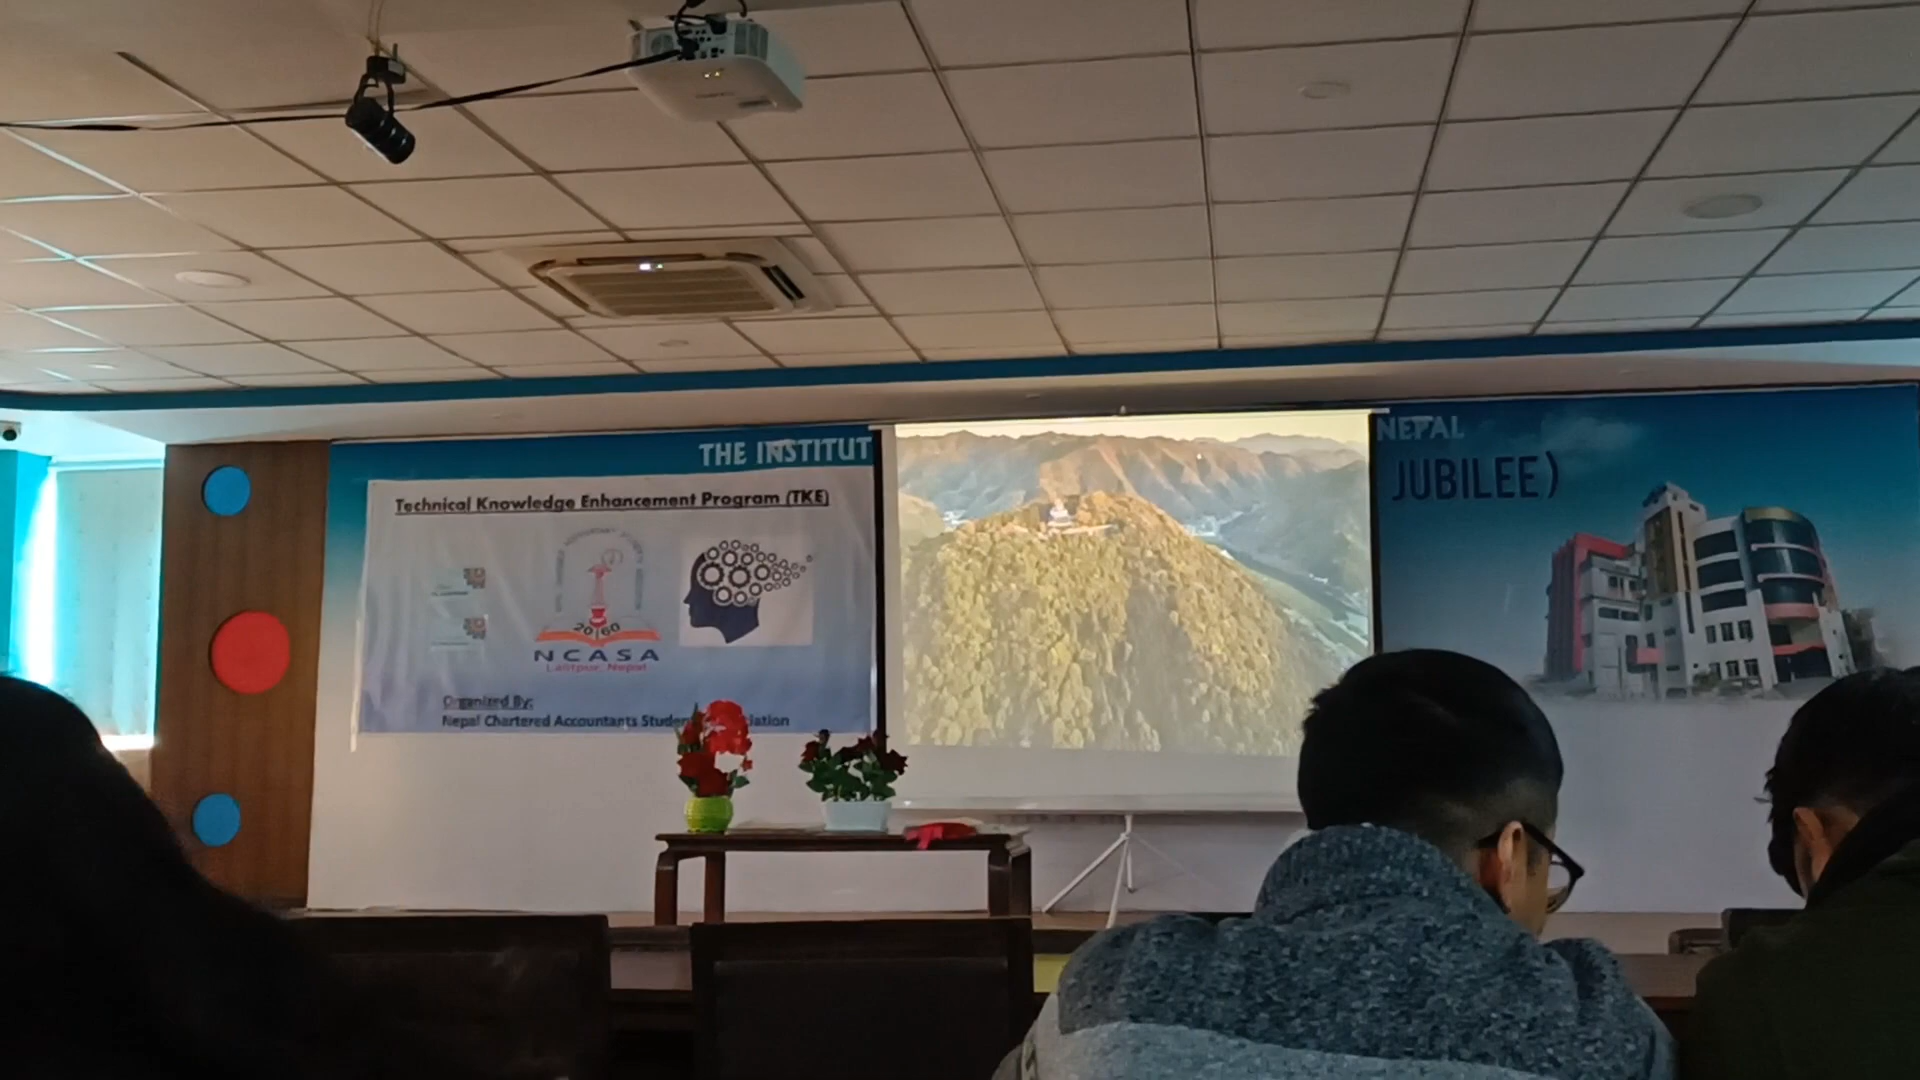 THE INSTITUT
NEPAL
JUBILEE)
Technical Knowledge Enhancement Program (TKE)
2060
NCASA
Lalitpur, Nepal
Organized By:
Nepal Chartered Accountants Studen iation